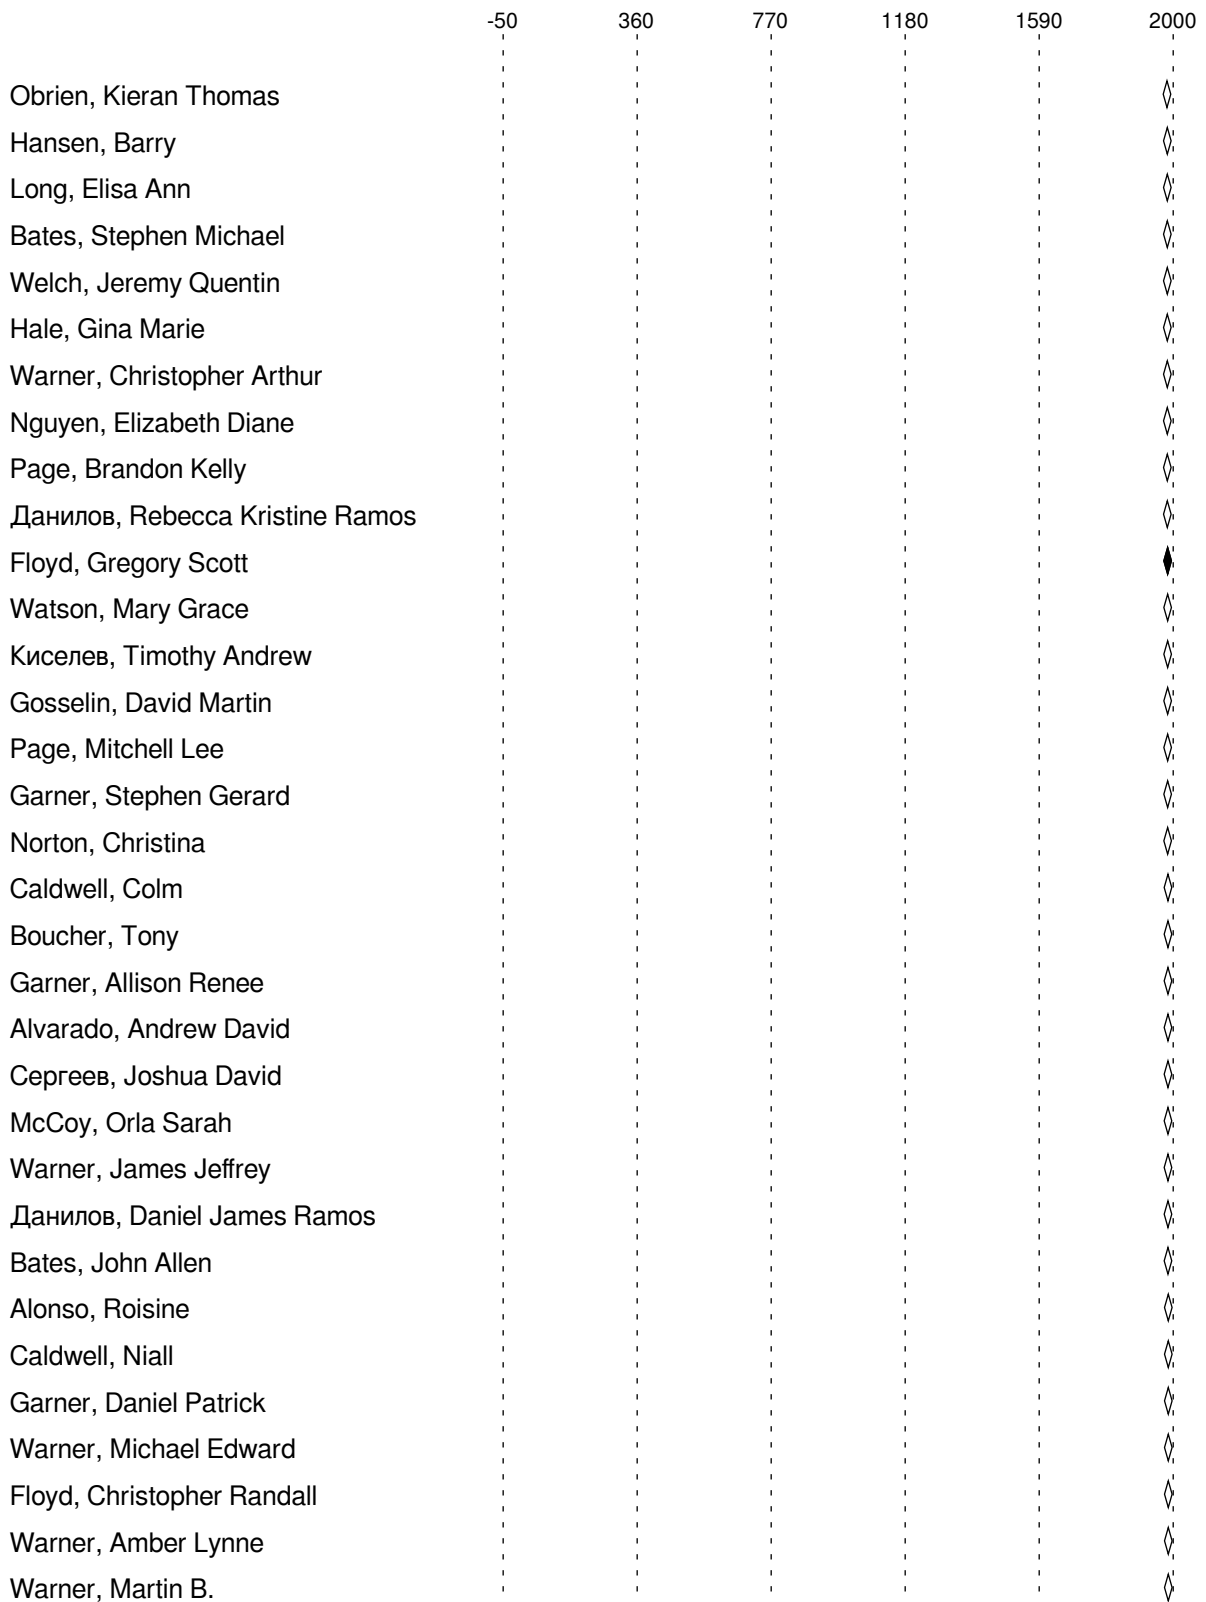 -50 360 770 1180 1590 2000
Obrien, Kieran Thomas
Hansen, Barry
Long, Elisa Ann
Bates, Stephen Michael
Welch, Jeremy Quentin
Hale, Gina Marie
Warner, Christopher Arthur
Nguyen, Elizabeth Diane
Page, Brandon Kelly
Данилов, Rebecca Kristine Ramos
Floyd, Gregory Scott
Watson, Mary Grace
Киселев, Timothy Andrew
Gosselin, David Martin
Page, Mitchell Lee
Garner, Stephen Gerard
Norton, Christina
Caldwell, Colm
Boucher, Tony
Garner, Allison Renee
Alvarado, Andrew David
Сергеев, Joshua David
McCoy, Orla Sarah
Warner, James Jeffrey
Данилов, Daniel James Ramos
Bates, John Allen
Alonso, Roisine
Caldwell, Niall
Garner, Daniel Patrick
Warner, Michael Edward
Floyd, Christopher Randall
Warner, Amber Lynne
Warner, Martin B.